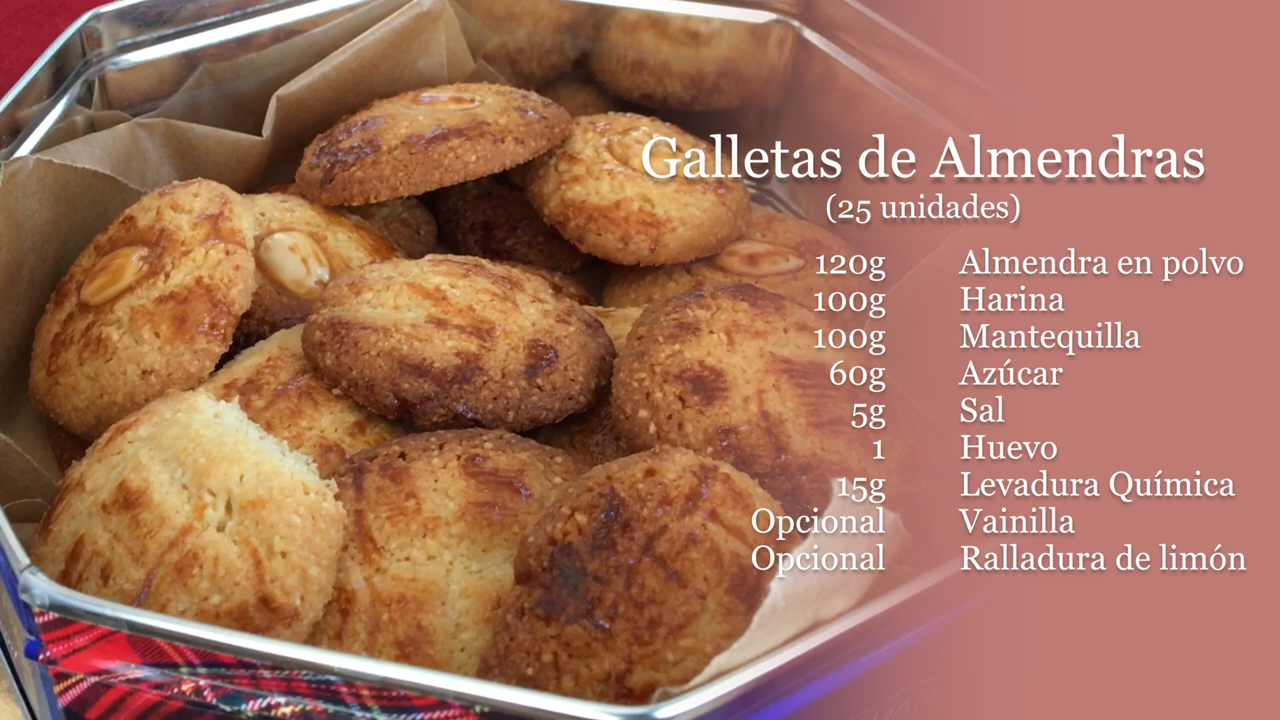 Galletas de Almendras
(25 unidades)
120g Almendra en polvo
100g Harina
100g Mantequilla
60g Azúcar
5g Sal
1 Huevo
15g Levadura Química
Opcional Vainilla
Opcional Ralladura de limón